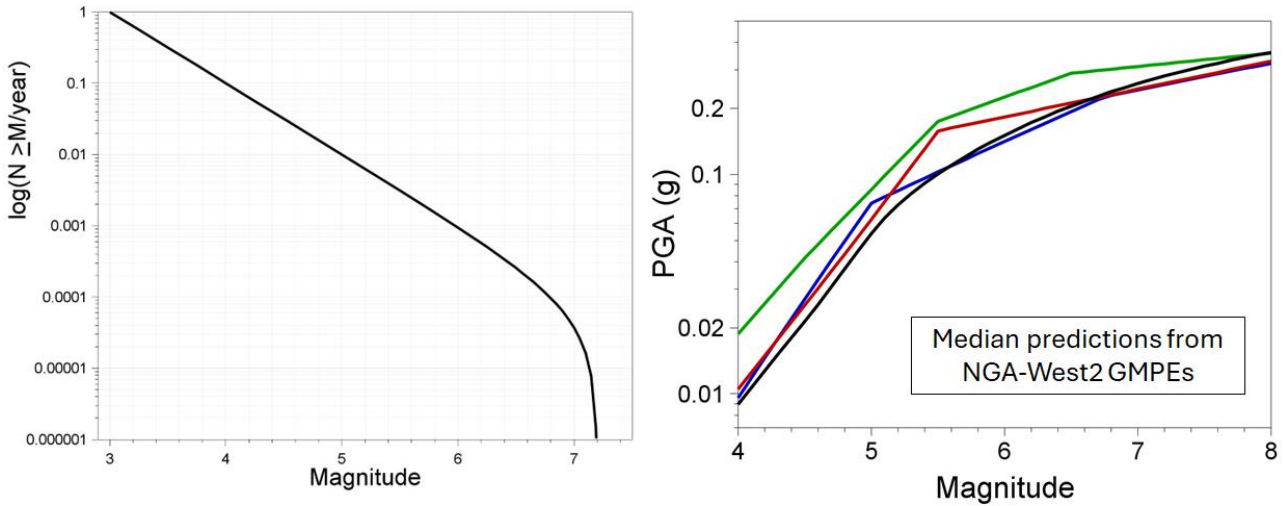 1
0.1
0.01
0.001
0.0001
0.00001
0.000001
log(N ≥M/year)
3 4 5 6 7
Magnitude
0.2
0.1
0.02
0.01
PGA (g)
Median predictions from
NGA-West2 GMPEs
4 5 6 7 8
Magnitude